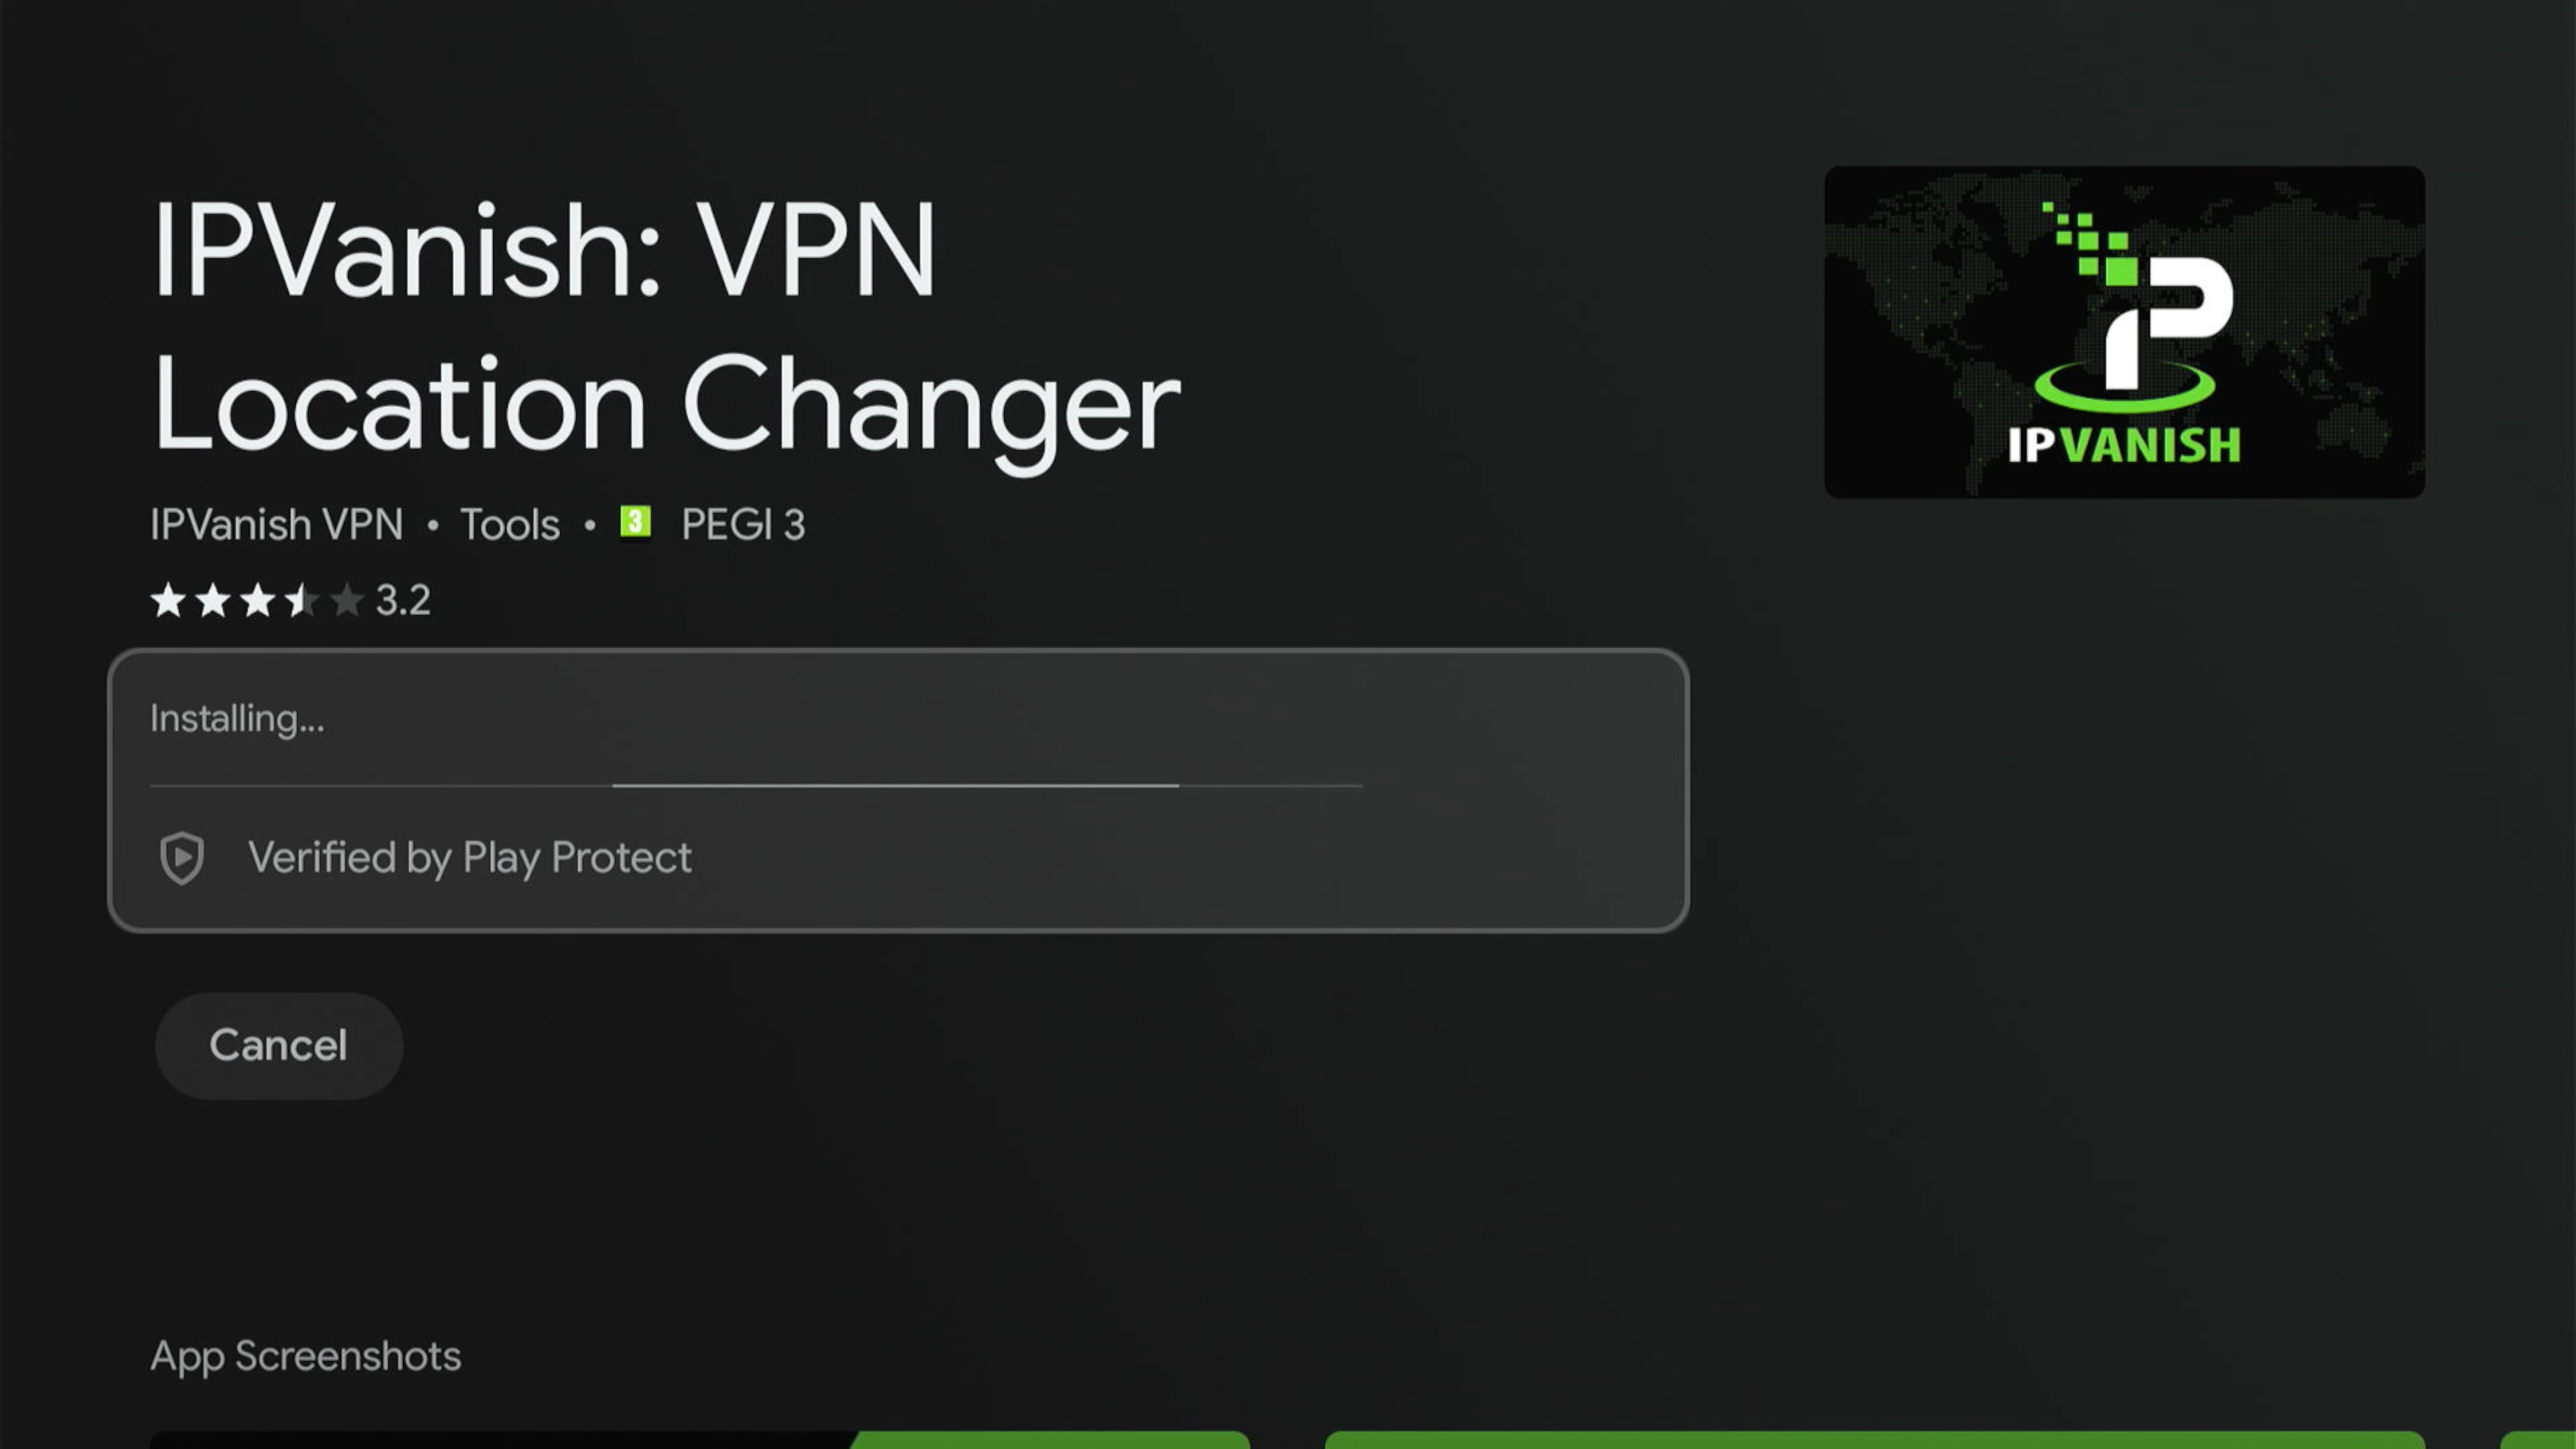 IPVanish: VPN
Location Changer
IPVanish VPN • Tools • 3 PEGI 3
3.2
IPVANISH
Installing...
Verified by Play Protect
Cancel
App Screenshots